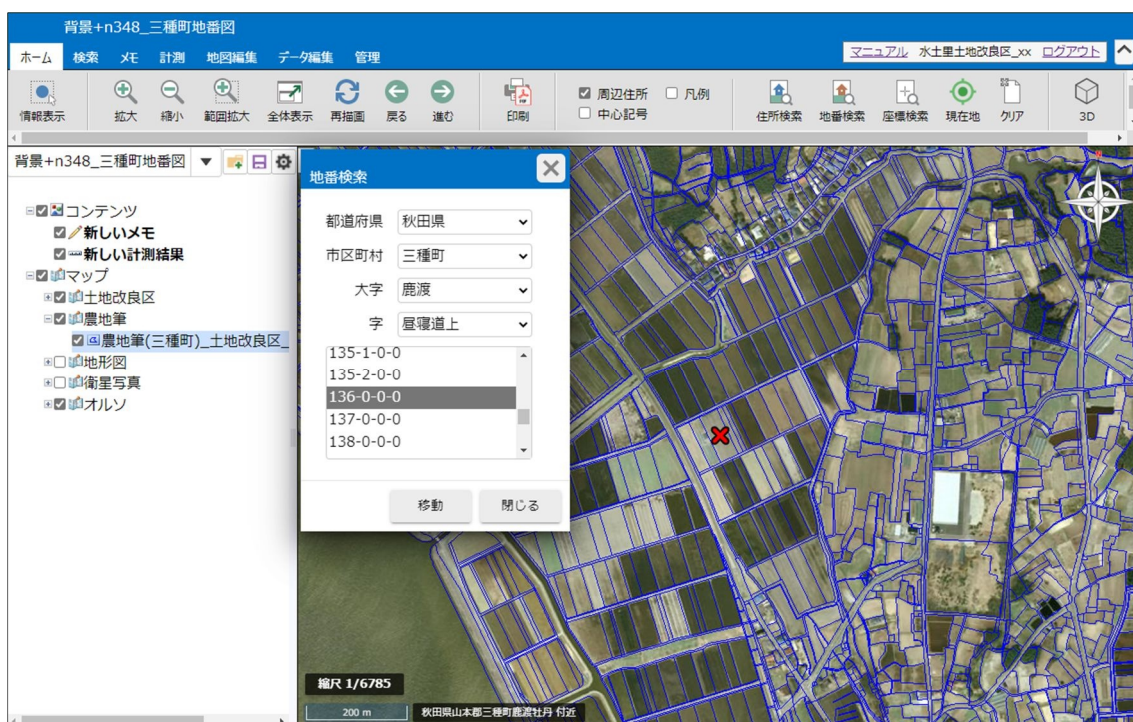 背景+n348_三種町地番図
ホーム 検索 メモ 計測 地図編集 データ編集 管理
マニュアル 水土里土地改良区_xx ログアウト
情報表示 拡大 縮小 範囲拡大 全体表示 再描画 戻る 進む 印刷
周辺住所 凡例
中心記号
住所検索 地番検索 座標検索 現在地 クリア 3D
背景+n348_三種町地番図
コンテンツ
新しいメモ
新しい計測結果
マップ
土地改良区
農地筆
農地筆(三種町)_土地改良区_
地形図
衛星写真
オルソ
地番検索
都道府県 秋田県
市区町村 三種町
大字 鹿渡
字 昼寝道上
135-1-0-0
135-2-0-0
136-0-0-0
137-0-0-0
138-0-0-0
移動 閉じる
縮尺 1/6785
200 m
秋田県山本郡三種町鹿渡牡丹 付近